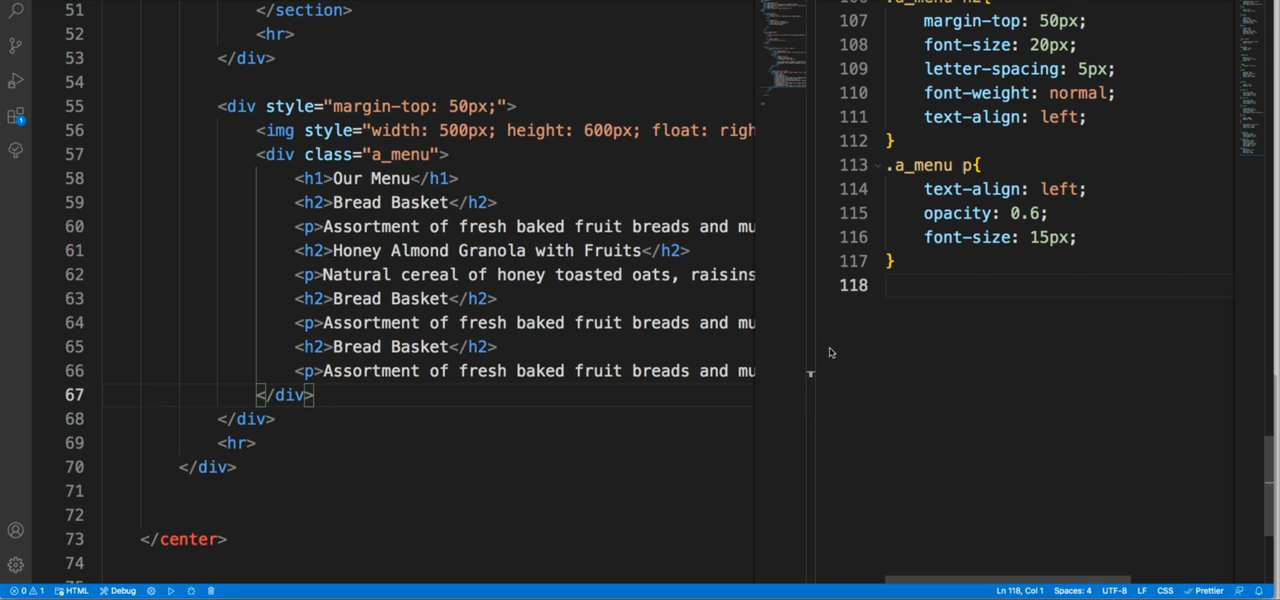 51 </section>
52 <hr>
53 </div>
54
55 <div style="margin-top: 50px;">
56 <img style="width: 500px; height: 600px; float: righ
57 <div class="a_menu">
58 <h1>Our Menu</h1>
59 <h2>Bread Basket</h2>
60 <p>Assortment of fresh baked fruit breads and mu
61 <h2>Honey Almond Granola with Fruits</h2>
62 <p>Natural cereal of honey toasted oats, raisins
63 <h2>Bread Basket</h2>
64 <p>Assortment of fresh baked fruit breads and mu
65 <h2>Bread Basket</h2>
66 <p>Assortment of fresh baked fruit breads and mu
67 </div>
68 </div>
69 <hr>
70 </div>
71
72
73 </center>
74
107 margin-top: 50px;
108 font-size: 20px;
109 letter-spacing: 5px;
110 font-weight: normal;
111 text-align: left;
112 }
113 .a_menu p{
114 text-align: left;
115 opacity: 0.6;
116 font-size: 15px;
117 }
118
1
0 1 HTML Debug Ln 118, Col 1 Spaces: 4 UTF-8 LF CSS Prettier